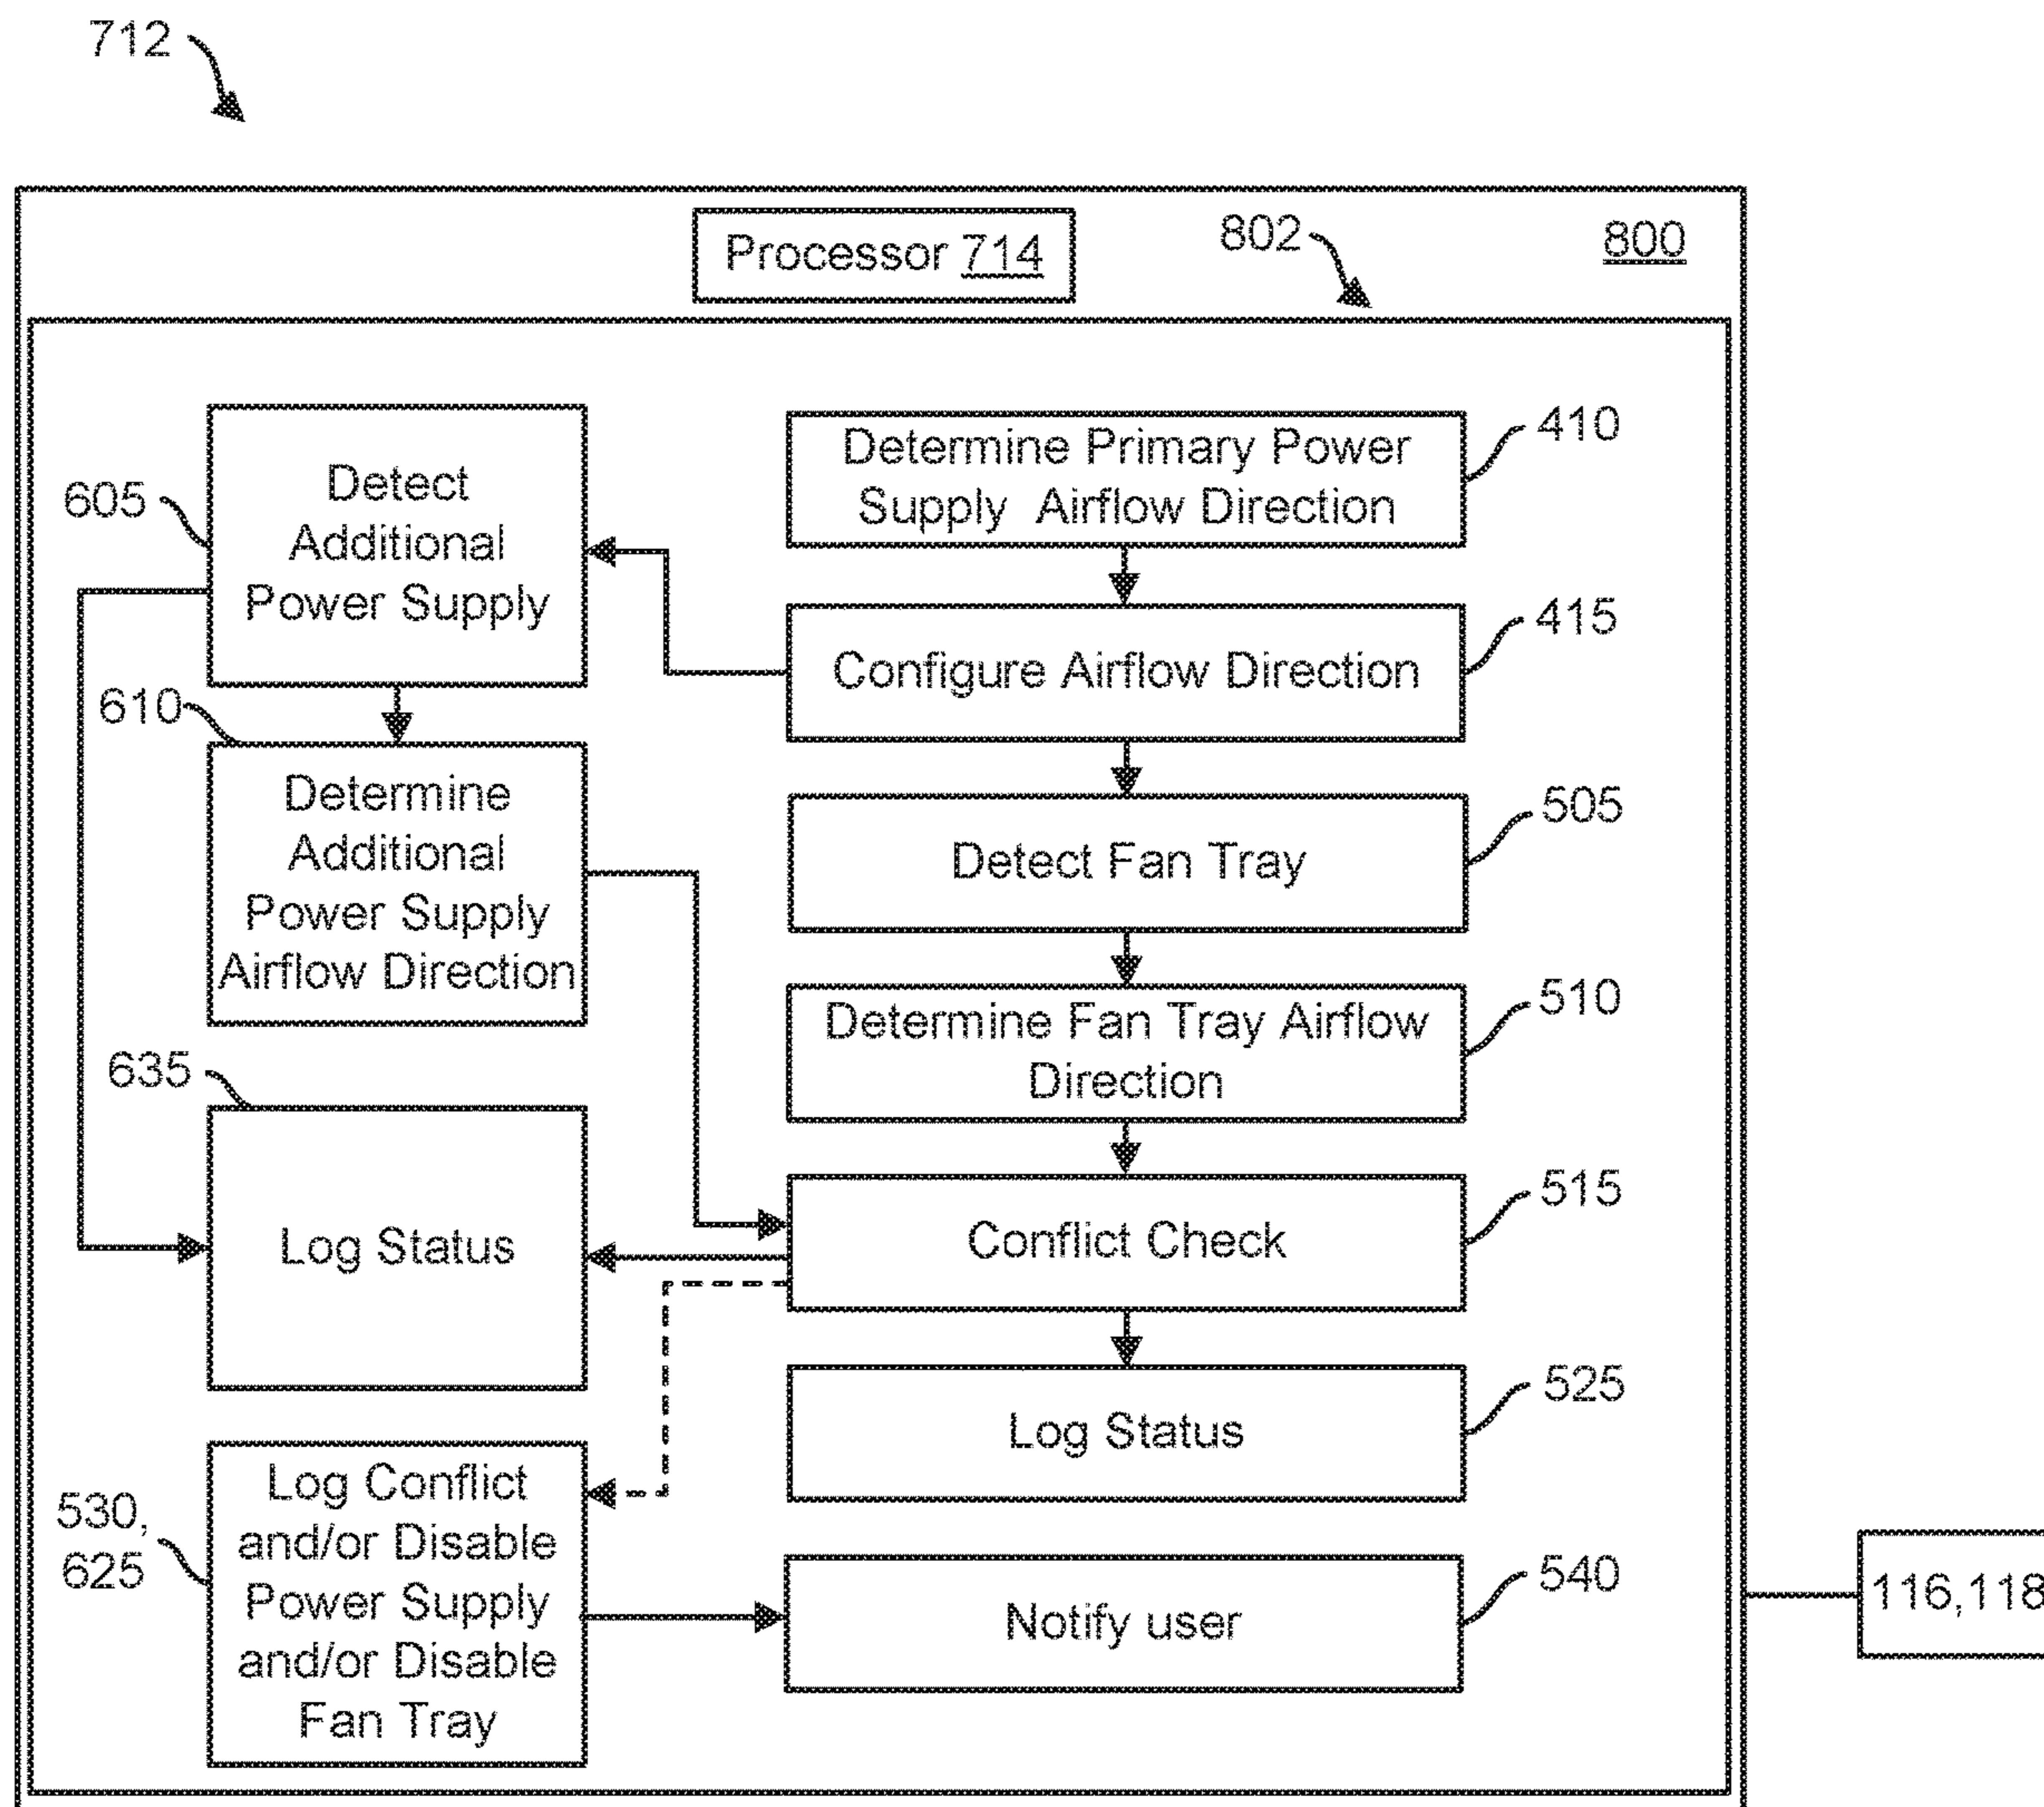 712
Processor 714
802
800
605
Detect
Additional
Power Supply
Determine Primary Power
Supply Airflow Direction
410
Configure Airflow Direction
415
610
Determine
Additional
Power Supply
Airflow Direction
Detect Fan Tray
505
Determine Fan Tray Airflow
Direction
510
635
Log Status
Conflict Check
515
Log Status
525
530,
625
Log Conflict
and/or Disable
Power Supply
and/or Disable
Fan Tray
Notify user
540
116,118